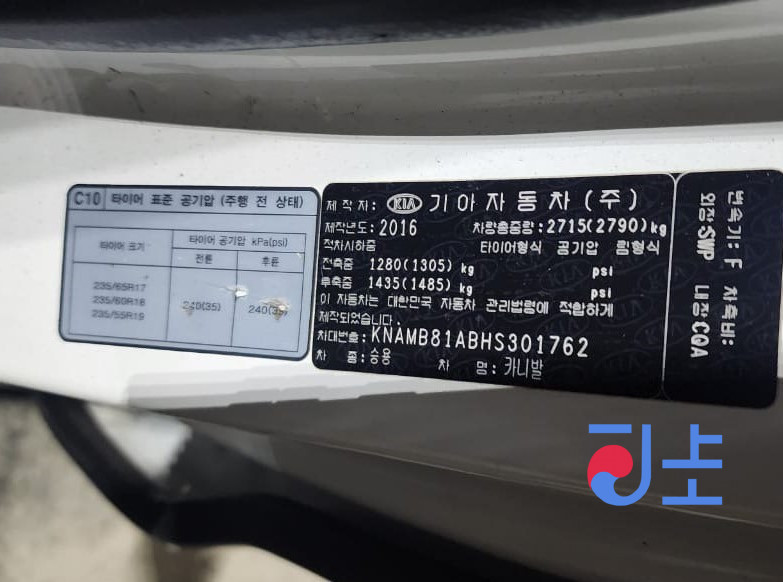 C10 타이어 표준 공기압 (주행 전 상태)
타이어 크기
타이어 공기압 kPa(psi)
전륜
후륜
235/65R17
235/60R18
235/55R19
240(35)
240(35)
제 작 자: KIA 기아자동차(주)
제작년도: 2016 차량총중량: 2715(2790)kg
적차시하중 타이어형식 공기압 림형식
전축중 1280(1305) kg psi
후축중 1435(1485) kg psi
이 자동차는 대한민국 자동차 관리법령에 적합하게
제작되었습니다.
차대번호: KNAMB81ABHS301762
차 종: 승용 차 명: 카니발
변속기: F 차축비:
외장SWP 내장CQA